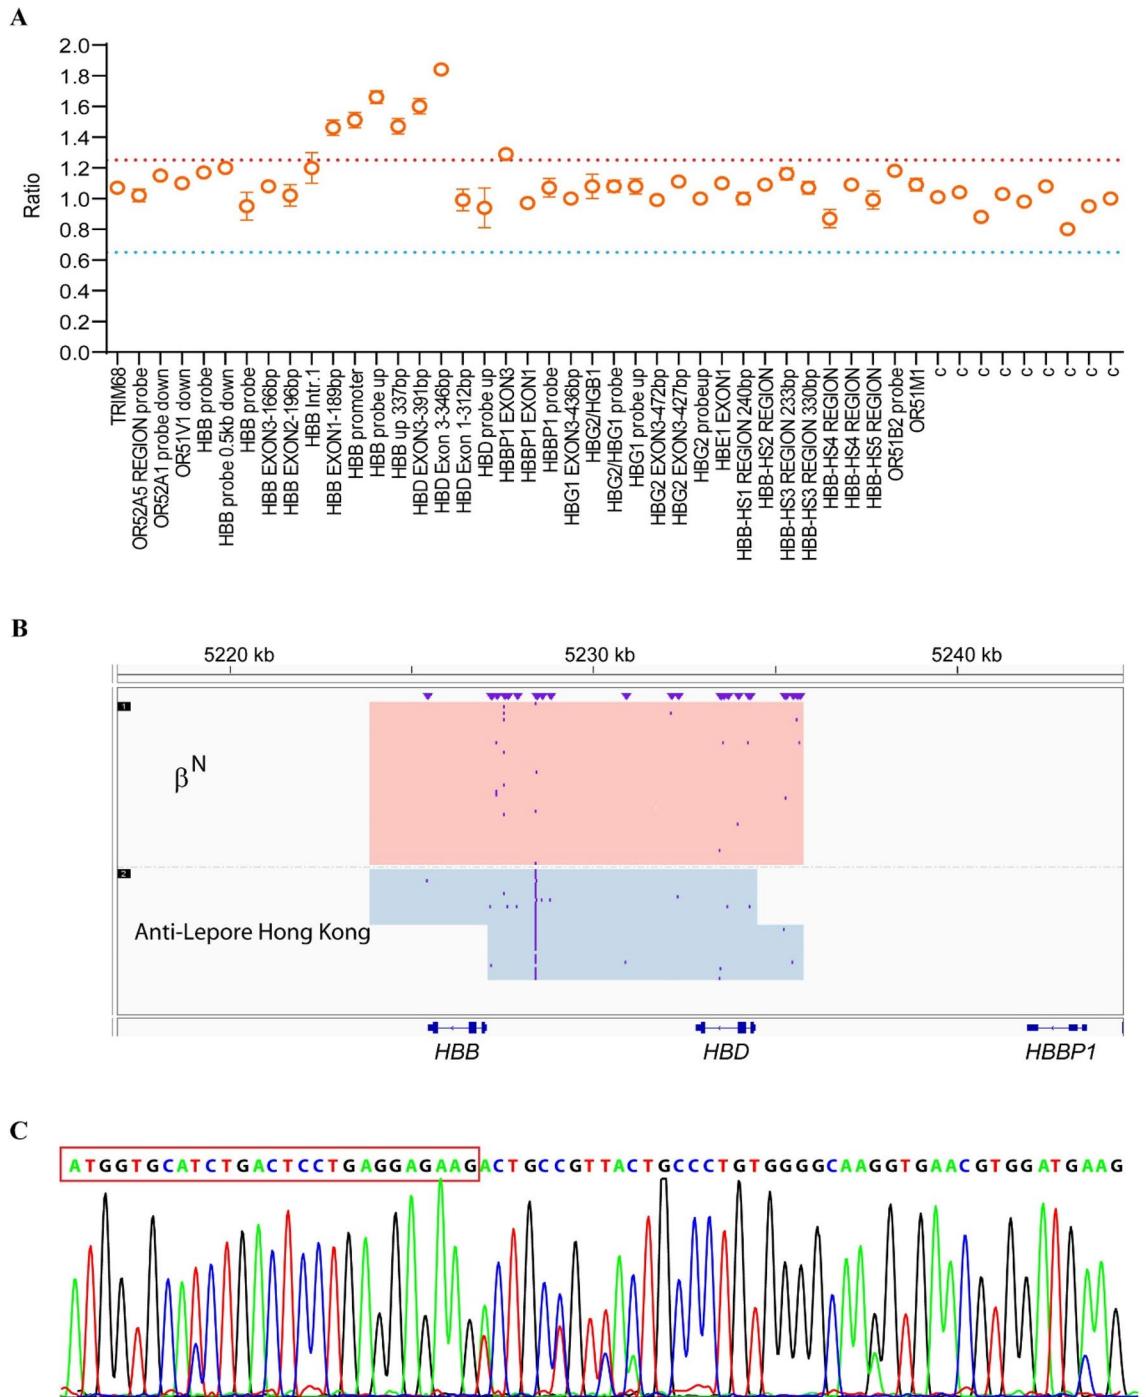 A
2.0
1.8
1.6
1.4
1.2
1.0
0.8
0.6
0.4
0.2
0.0
Ratio
TRIM68
OR52A5 REGION probe
OR52A1 probe down
OR51V1 down
HBB probe
HBB probe 0.5kb down
HBB probe
HBB EXON3-166bp
HBB EXON2-196bp
HBB Intr.1
HBB EXON1-189bp
HBB promoter
HBB probe up
HBB up 337bp
HBD EXON3-391bp
HBD Exon 3-346bp
HBD Exon 1-312bp
HBD probe up
HBBP1 EXON3
HBBP1 EXON1
HBBP1 probe
HBG1 EXON3-436bp
HBG2/HGB1
HBG2/HBG1 probe
HBG1 probe up
HBG2 EXON3-472bp
HBG2 EXON3-427bp
HBG2 probeup
HBE1 EXON1
HBB-HS1 REGION 240bp
HBB-HS2 REGION
HBB-HS3 REGION 233bp
HBB-HS3 REGION 330bp
HBB-HS4 REGION
HBB-HS4 REGION
HBB-HS5 REGION
OR51B2 probe
OR51M1
c
c
c
c
c
c
c
c
c
B
5220 kb 5230 kb 5240 kb
1
β^N
2
Anti-Lepore Hong Kong
HBB HBD HBBP1
C
ATGGTGCATCTGACTCCTGAGGAGAAGACTGCCGTTACTGCCCTGTGGGGCAAGGTGAACGTGGATGAAG